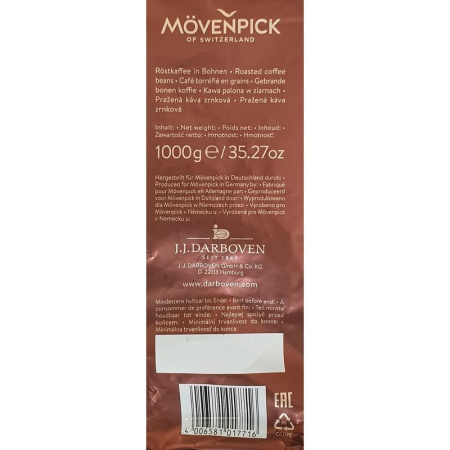 MÖVENPICK
OF SWITZERLAND
Röstkaffee in Bohnen • Roasted coffee
beans • Café torréfié en grains • Gebrande
bonen koffie • Kawa palona w ziarnach •
Pražená káva zrnková • Pražená káva
zrnková
Inhalt: • Net weight: • Poids net: • Inhoud: •
Zawartość netto: • Hmotnost: • Hmotnosť:
1000g ℮ / 35.27oz
Hergestellt für Mövenpick in Deutschland durch: •
Produced for Mövenpick in Germany by: • Fabriqué
pour Mövenpick en Allemagne par: • Geproduceerd
voor Mövenpick in Duitsland door: • Wyprodukowano
dla Mövenpick w Niemczech przez: • Vyrobeno pro
Mövenpick v Německu u: • Vyrobené pre Mövenpick
v Nemecku u:
J.J.DARBOVEN
SEIT 1866
J.J.DARBOVEN GmbH & Co. KG
D-22113 Hamburg
www.darboven.com
Mindestens haltbar bis Ende: • Best before end: • A
consommer de préférence avant fin: • Ten minste
houdbaar tot einde: • Najlepiej spożyć przed
końcem: • Minimální trvanlivost do konce: •
Minimálna trvanlivosť do konca:
4 006581 017716
EAC